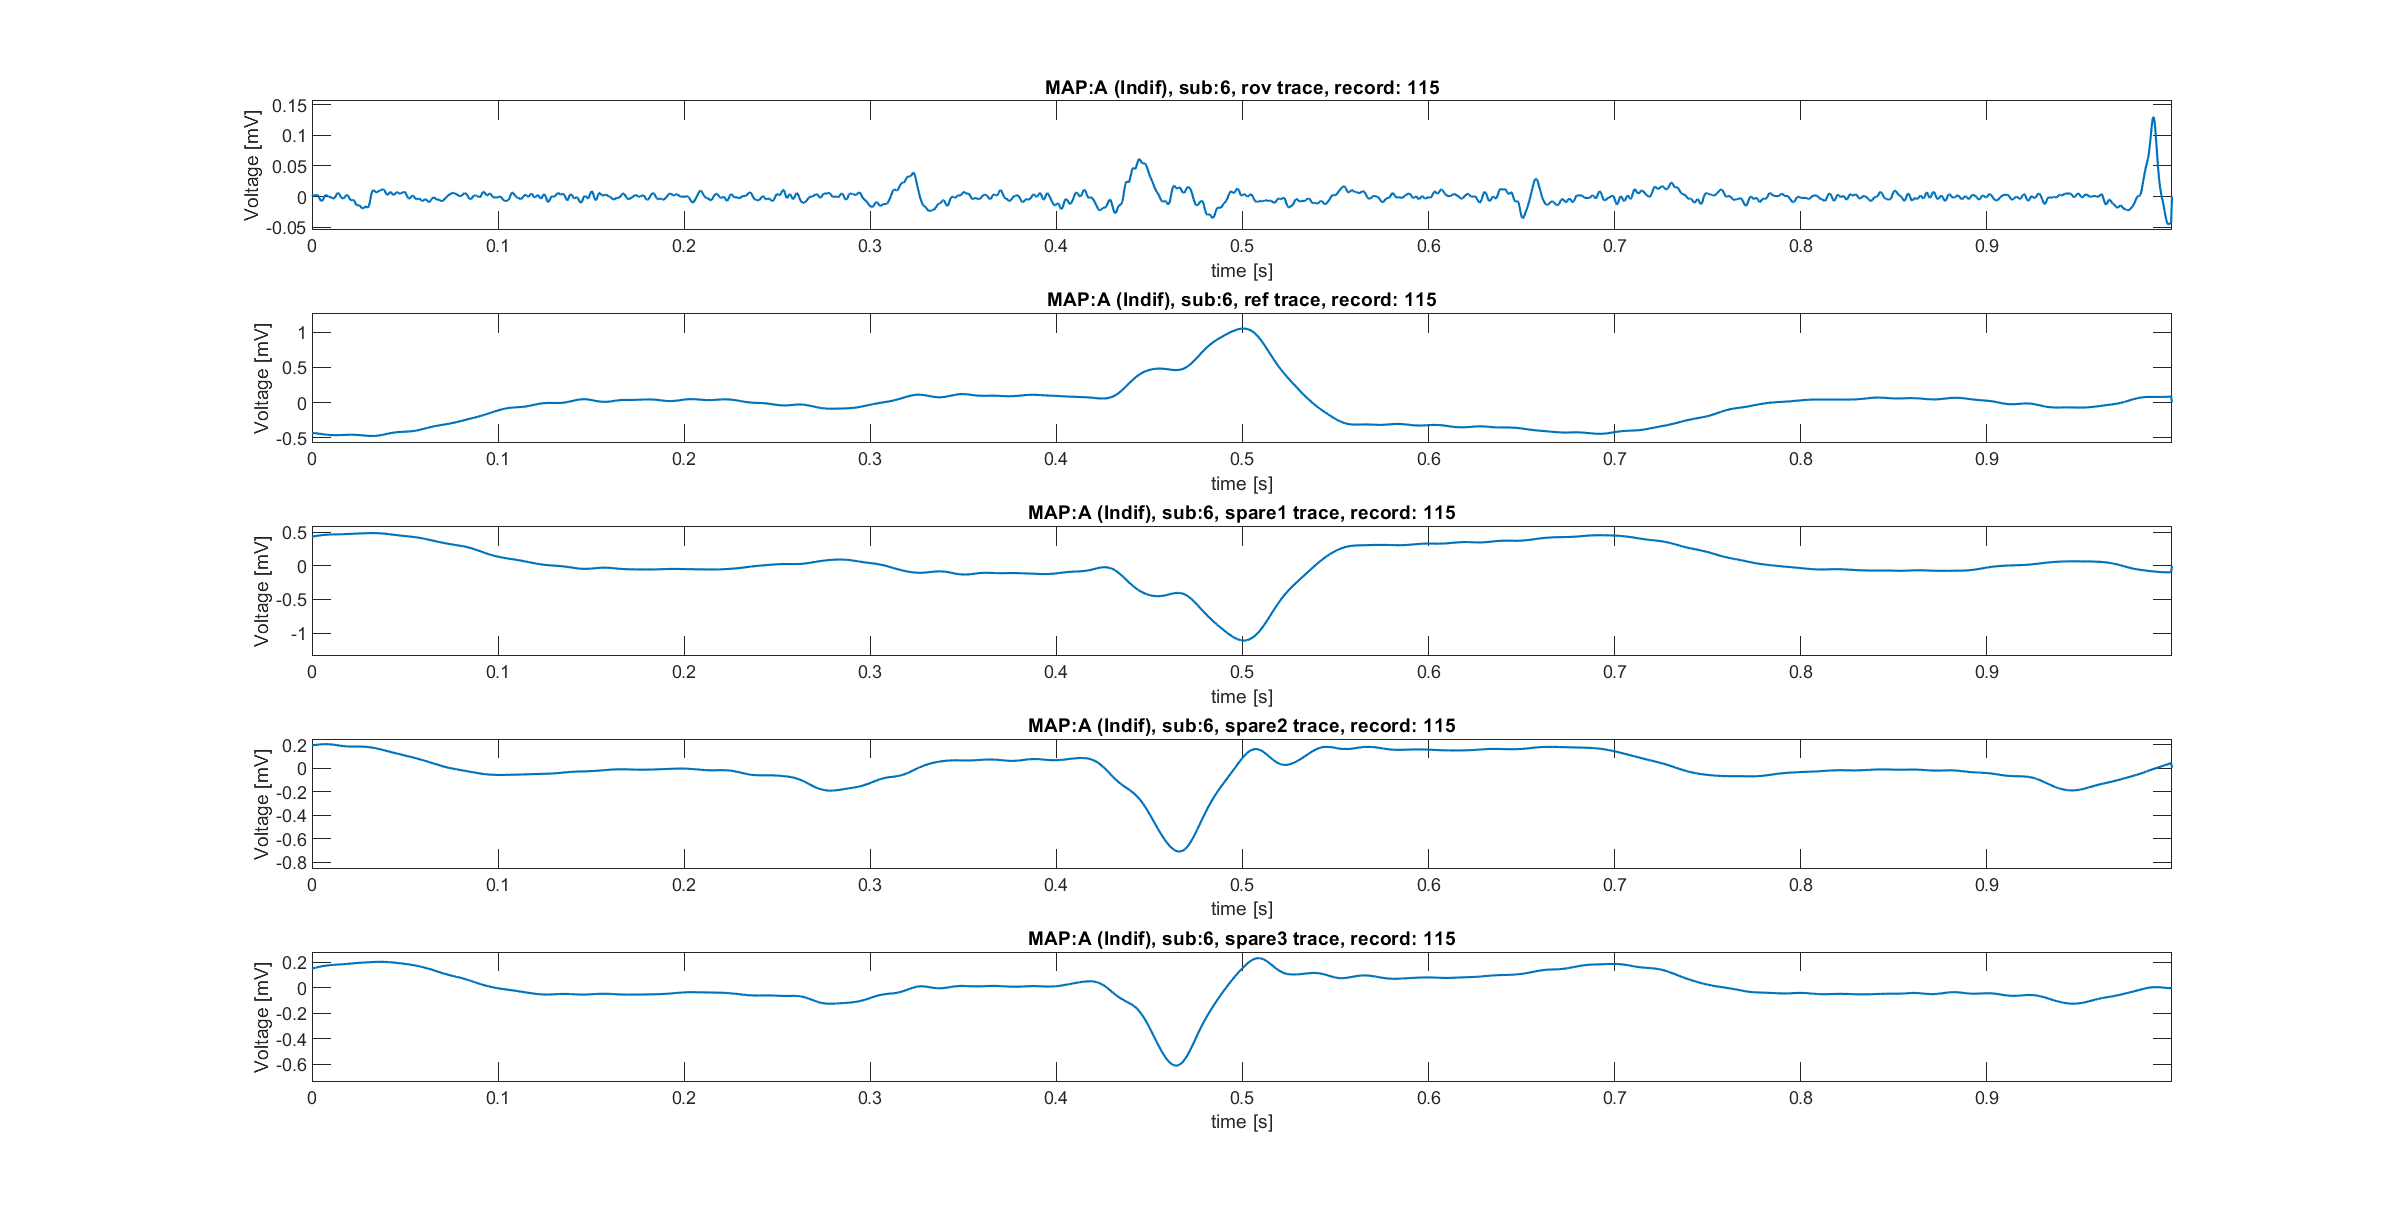 MAP:A (Indif), sub:6, rov trace, record: 115
Voltage [mV]
0.15
0.1
0.05
0
-0.05
0 0.1 0.2 0.3 0.4 0.5 0.6 0.7 0.8 0.9
time [s]
MAP:A (Indif), sub:6, ref trace, record: 115
Voltage [mV]
1
0.5
0
-0.5
0 0.1 0.2 0.3 0.4 0.5 0.6 0.7 0.8 0.9
time [s]
MAP:A (Indif), sub:6, spare1 trace, record: 115
Voltage [mV]
0.5
0
-0.5
-1
0 0.1 0.2 0.3 0.4 0.5 0.6 0.7 0.8 0.9
time [s]
MAP:A (Indif), sub:6, spare2 trace, record: 115
Voltage [mV]
0.2
0
-0.2
-0.4
-0.6
-0.8
0 0.1 0.2 0.3 0.4 0.5 0.6 0.7 0.8 0.9
time [s]
MAP:A (Indif), sub:6, spare3 trace, record: 115
Voltage [mV]
0.2
0
-0.2
-0.4
-0.6
0 0.1 0.2 0.3 0.4 0.5 0.6 0.7 0.8 0.9
time [s]